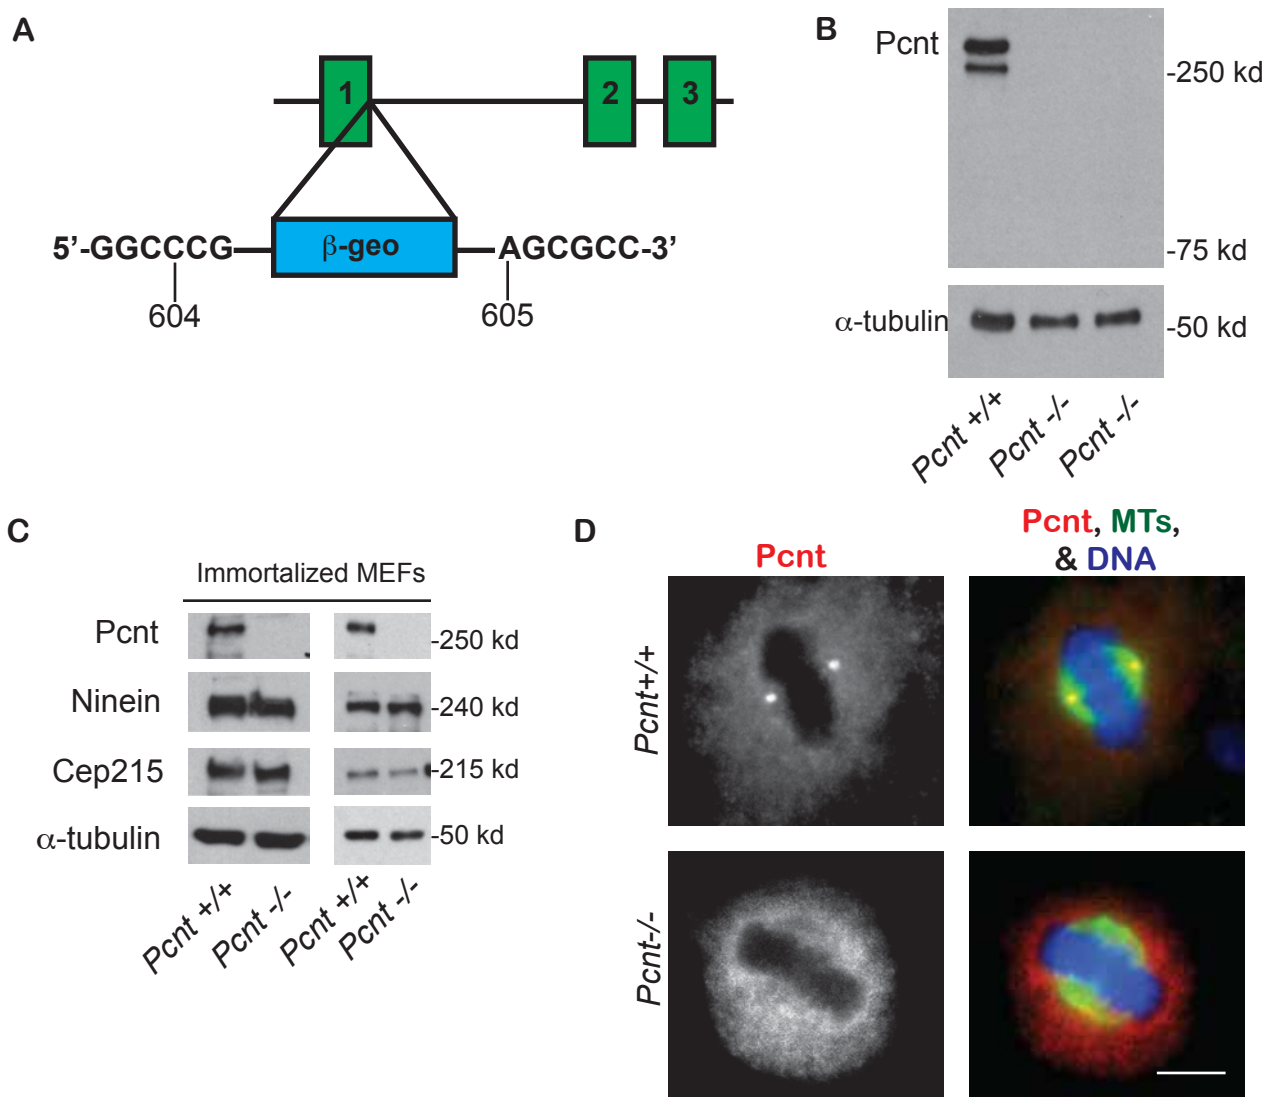 A
1
2
3
5’-GGCCCG
β-geo
AGCGCC-3’
604
605
B
Pcnt
-250 kd
-75 kd
α-tubulin
-50 kd
Pcnt +/+
Pcnt -/-
Pcnt -/-
C
Immortalized MEFs
Pcnt
-250 kd
Ninein
-240 kd
Cep215
-215 kd
α-tubulin
-50 kd
Pcnt +/+
Pcnt -/-
Pcnt +/+
Pcnt -/-
D
Pcnt
Pcnt, MTs,
& DNA
Pcnt+/+
Pcnt-/-